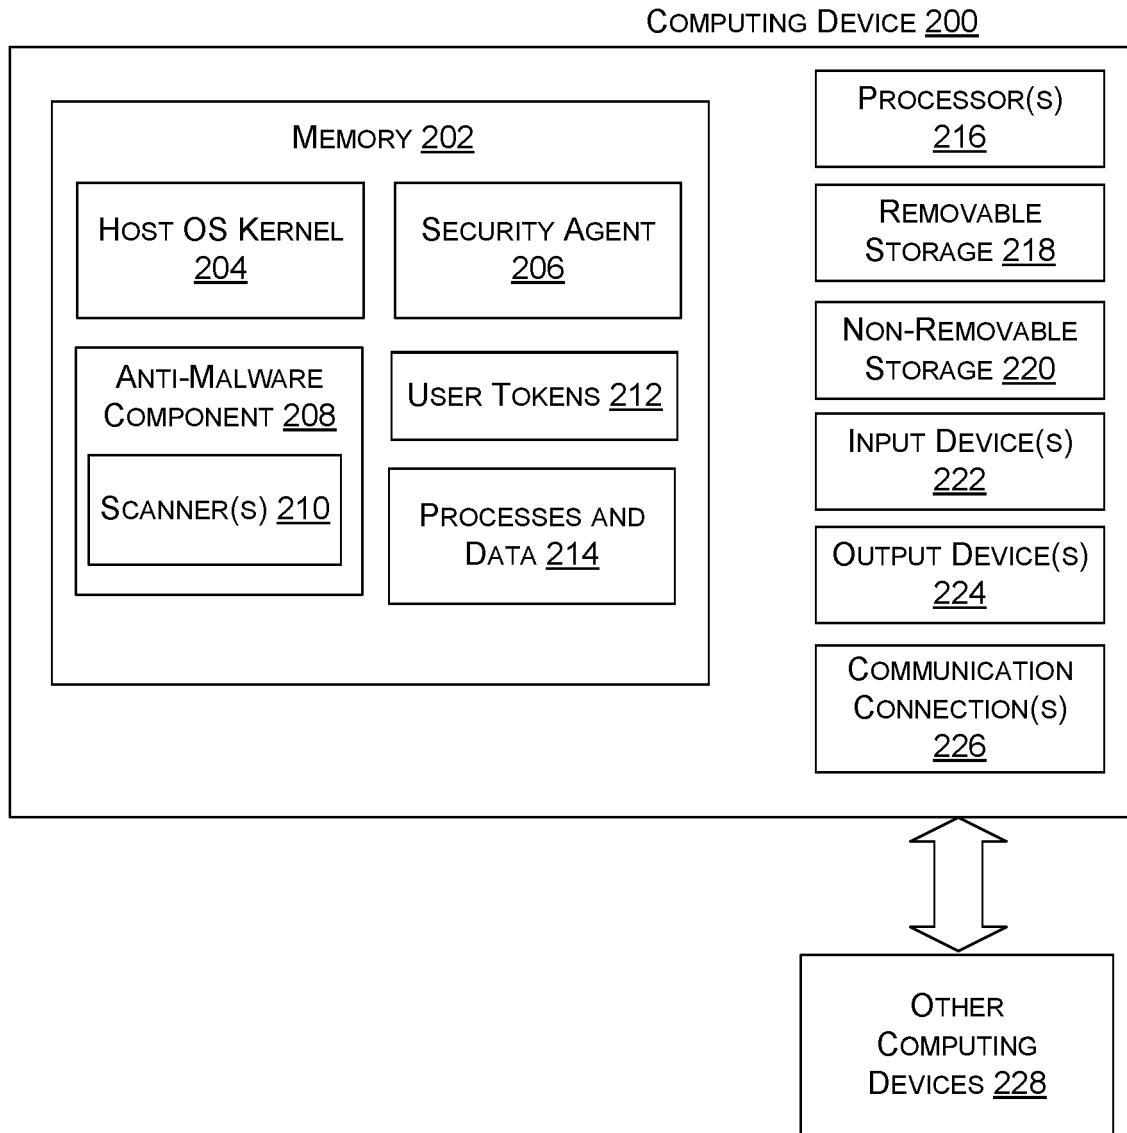 COMPUTING DEVICE 200
MEMORY 202
HOST OS KERNEL
204
SECURITY AGENT
206
ANTI-MALWARE
COMPONENT 208
SCANNER(S) 210
USER TOKENS 212
PROCESSES AND
DATA 214
PROCESSOR(S)
216
REMOVABLE
STORAGE 218
NON-REMOVABLE
STORAGE 220
INPUT DEVICE(S)
222
OUTPUT DEVICE(S)
224
COMMUNICATION
CONNECTION(S)
226
OTHER
COMPUTING
DEVICES 228